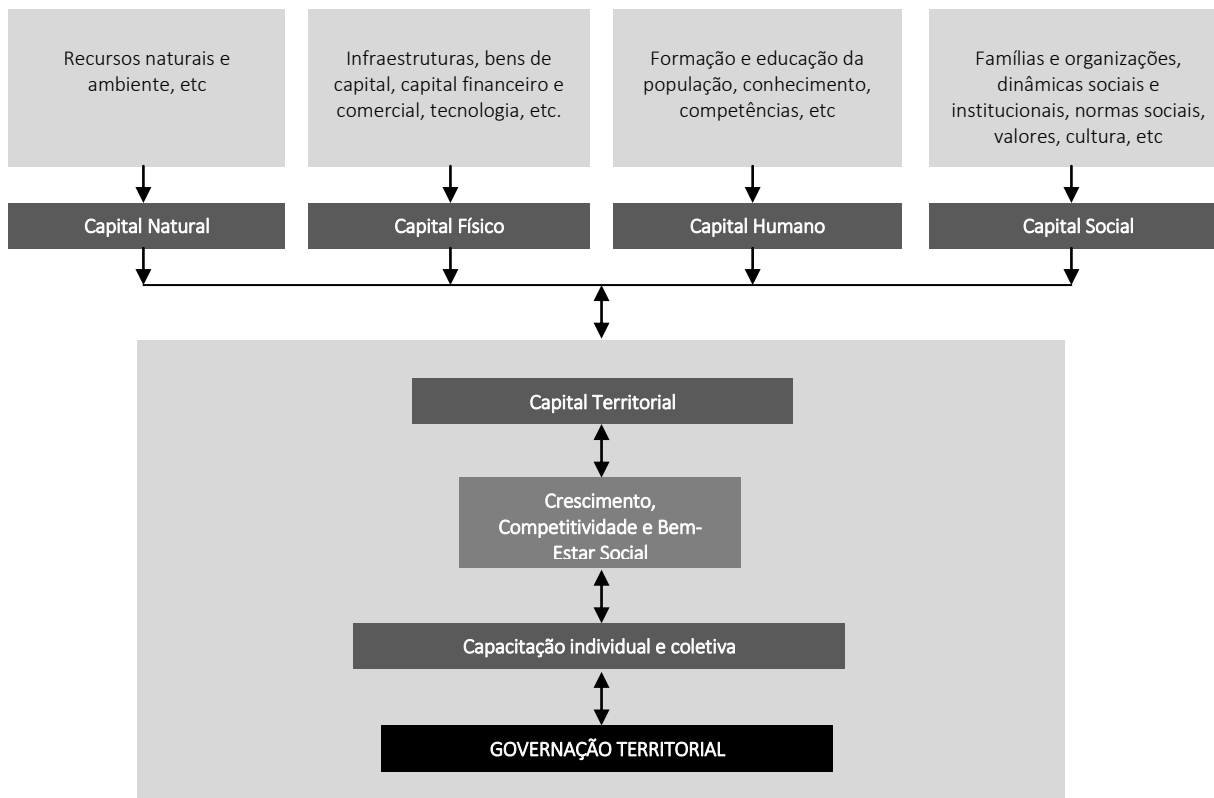 Recursos naturais e
ambiente, etc
Infraestruturas, bens de
capital, capital financeiro e
comercial, tecnologia, etc.
Formação e educação da
população, conhecimento,
competências, etc
Famílias e organizações,
dinâmicas sociais e
institucionais, normas sociais,
valores, cultura, etc
Capital Natural
Capital Físico
Capital Humano
Capital Social
Capital Territorial
Crescimento,
Competitividade e Bem-
Estar Social
Capacitação individual e coletiva
GOVERNAÇÃO TERRITORIAL